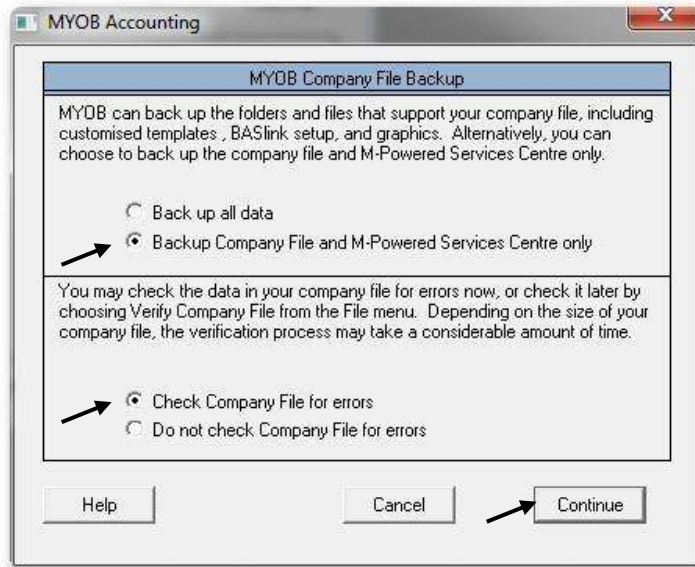 MYOB Accounting
MYOB Company File Backup
MYOB can back up the folders and files that support your company file, including
customised templates , BASlink setup, and graphics. Alternatively, you can
choose to back up the company file and M-Powered Services Centre only.
Back up all data
Backup Company File and M-Powered Services Centre only
You may check the data in your company file for errors now, or check it later by
choosing Verify Company File from the File menu. Depending on the size of your
company file, the verification process may take a considerable amount of time.
Check Company File for errors
Do not check Company File for errors
Help Cancel Continue